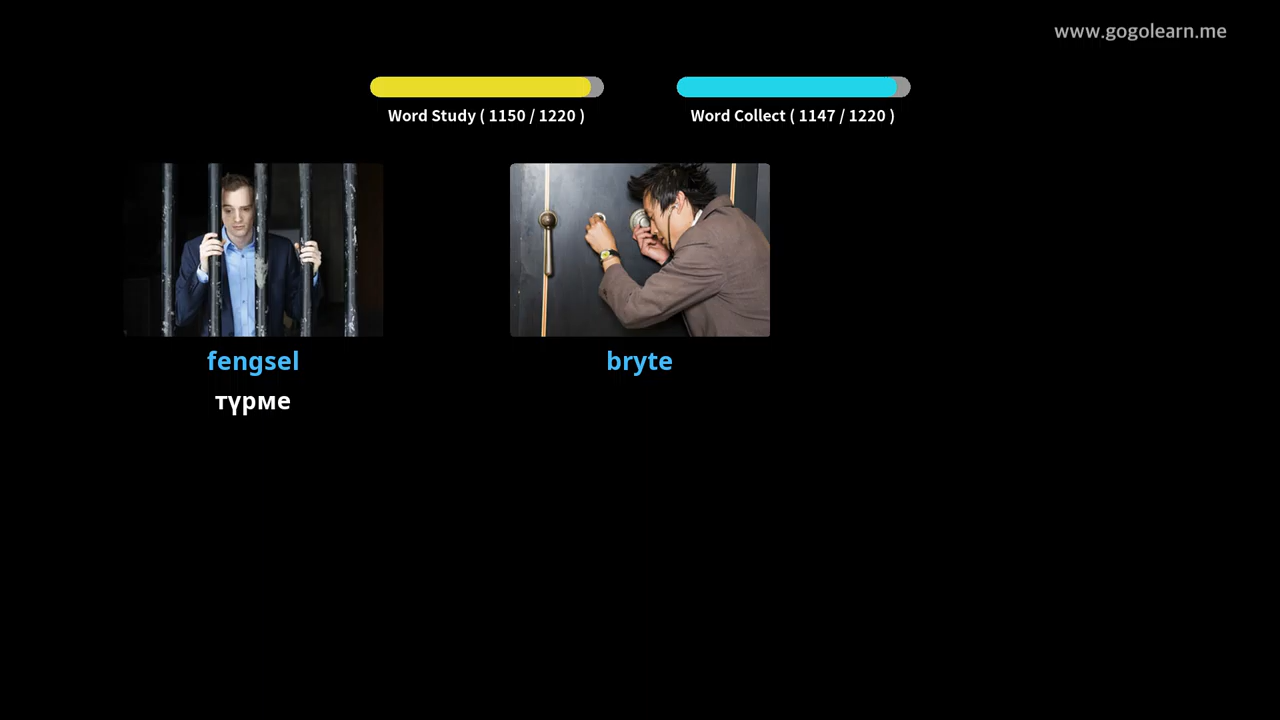 www.gogolearn.me
Word Study ( 1150 / 1220 )
Word Collect ( 1147 / 1220 )
fengsel
bryte
түрме